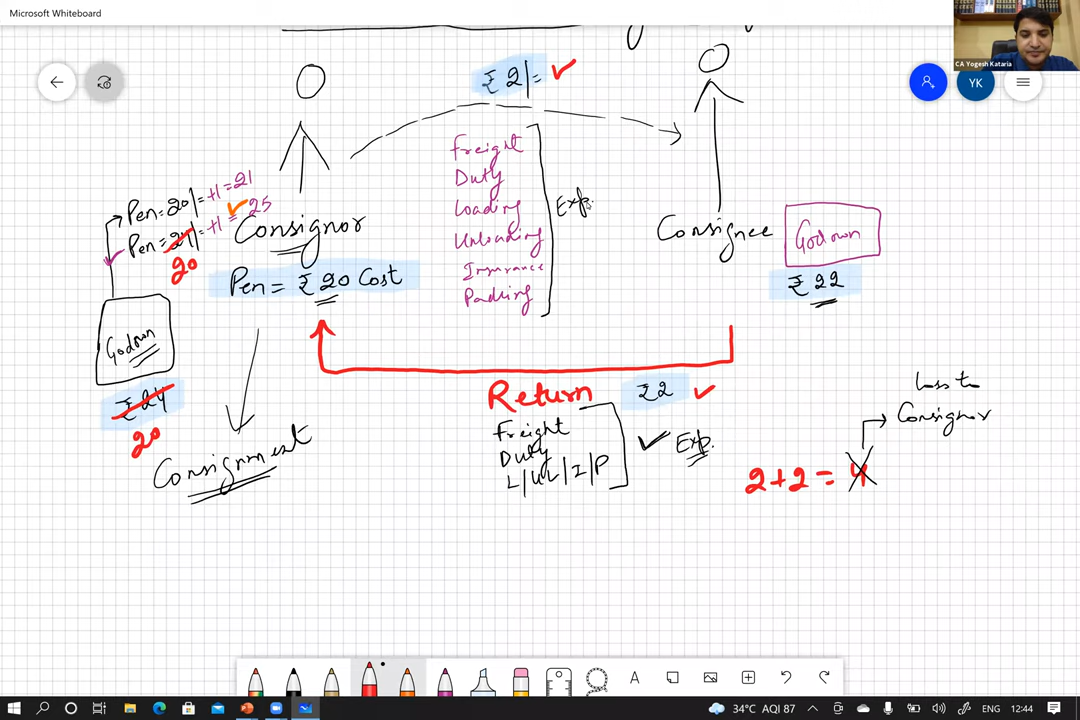 Microsoft Whiteboard
CA Yogesh Kataria
YK
₹ 2/=
Freight
Duty
Loading
Unloading
Insurance
Packing
Exp.
Pen = 20/= +1 = 21
Pen = 24/= +1 = 25
20
Consignor
Pen = ₹ 20 Cost
Consignee
Godown
₹ 22
Godown
₹ 24
20
Consignment
Return ₹2
Freight
Duty
L/UL/I/P
Exp.
Loss to
Consignor
2+2 = 4
A
34°C AQI 87
ENG
12:44